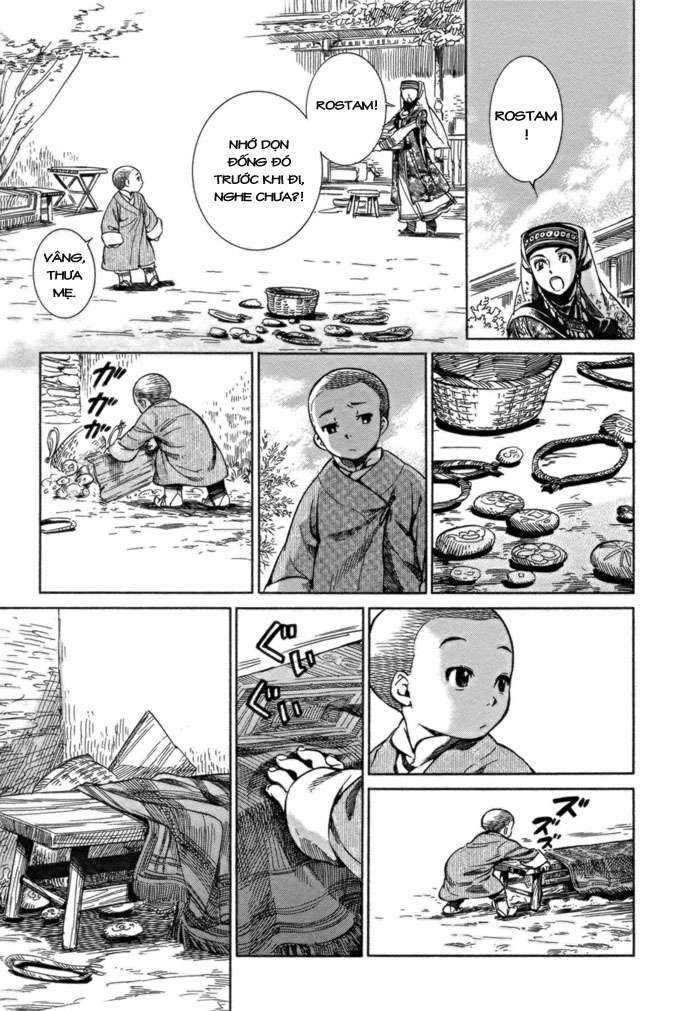 ROSTAM
!
ROSTAM!
NHỚ DỌN
ĐỐNG ĐÓ
TRƯỚC KHI ĐI,
NGHE CHƯA?!
VÂNG,
THƯA
MẸ.
ガガガ
ぐいぐい
ズズズ